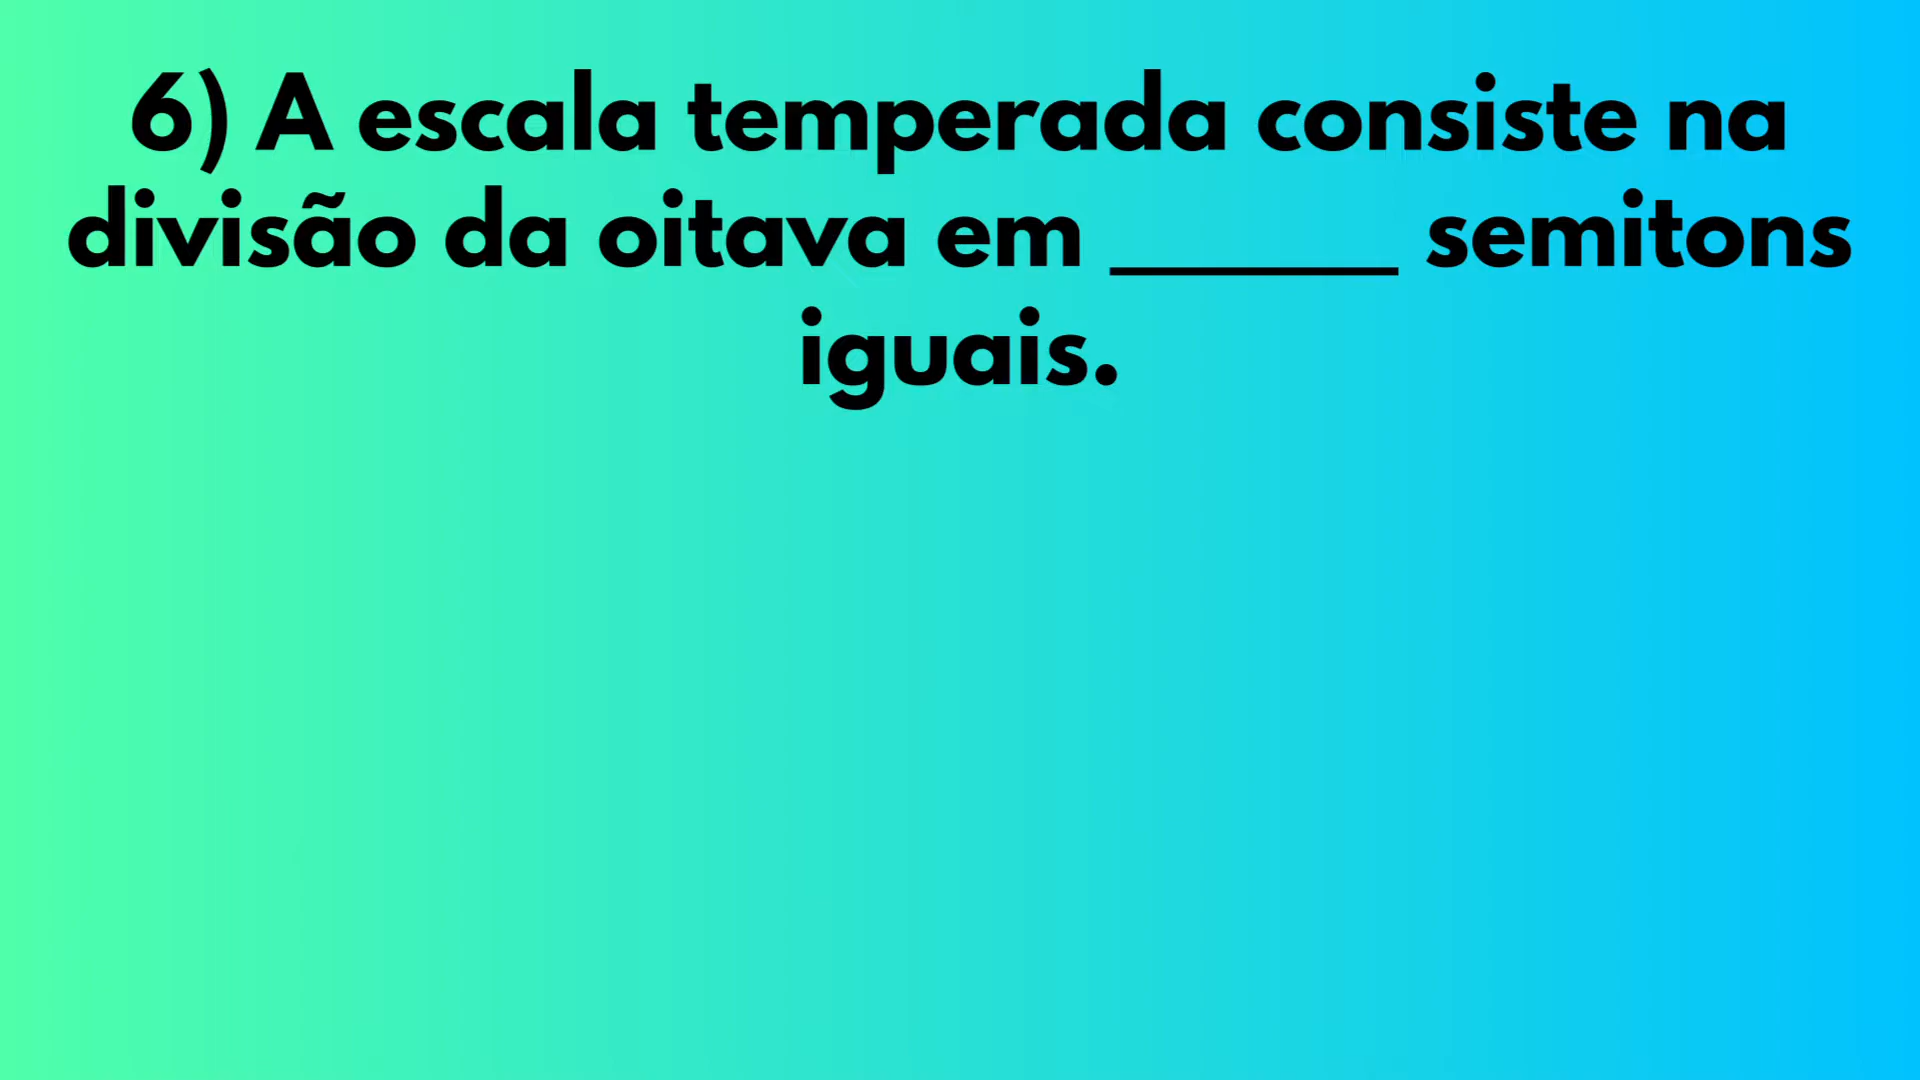 6) A escala temperada consiste na
divisão da oitava em ______ semitons
iguais.